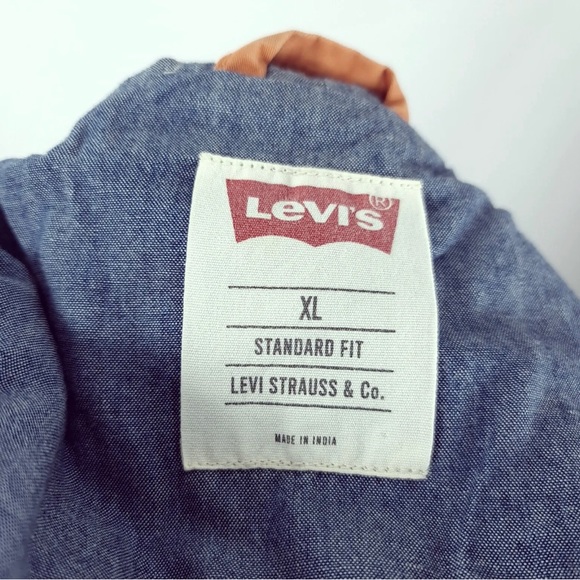 Levi's®
XL
STANDARD FIT
LEVI STRAUSS & Co.
MADE IN INDIA